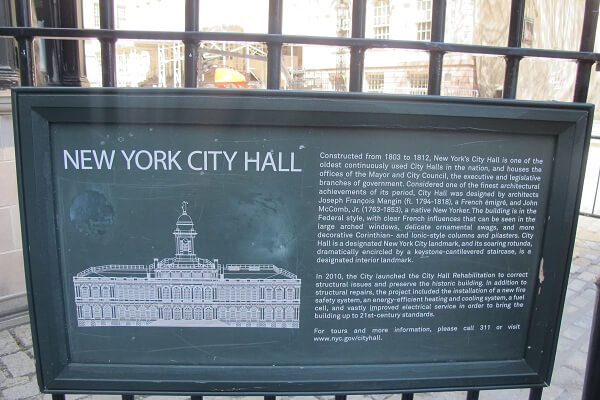 NEW YORK CITY HALL
Constructed from 1803 to 1812, New York's City Hall is one of the
oldest continuously used City Halls in the nation, and houses the
offices of the Mayor and City Council, the executive and legislative
branches of government. Considered one of the finest architectural
achievements of its period, City Hall was designed by architects
Joseph François Mangin (fl. 1794-1818), a French émigré, and John
McComb, Jr. (1763-1853), a native New Yorker. The building is in the
Federal style, with clear French influences that can be seen in the
large arched windows, delicate ornamental swags, and more
decorative Corinthian- and Ionic-style columns and pilasters. City
Hall is a designated New York City landmark, and its soaring rotunda,
dramatically encircled by a keystone-cantilevered staircase, is a
designated interior landmark.
In 2010, the City launched the City Hall Rehabilitation to correct
structural issues and preserve the historic building. In addition to
structural repairs, the project included the installation of a new fire
safety system, an energy-efficient heating and cooling system, a fuel
cell, and vastly improved electrical service in order to bring the
building up to 21st-century standards.
For tours and more information, please call 311 or visit
www.nyc.gov/cityhall.